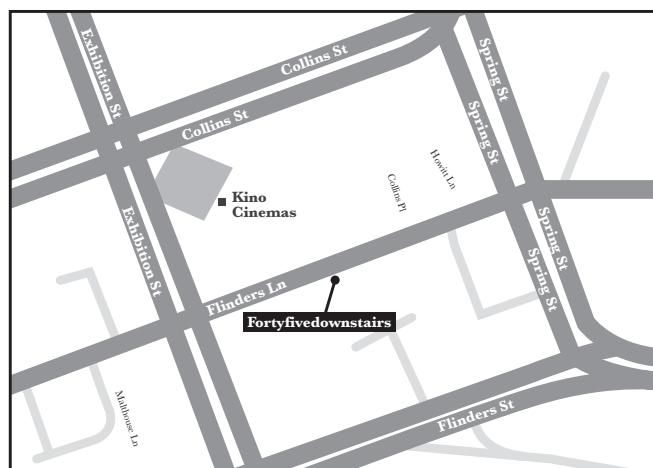 Exhibition St
Collins St
Spring St
Collins St
Spring St
Howitt Ln
Collins Pl
Kino
Cinemas
Exhibition St
Spring St
Spring St
Flinders Ln
Fortyfivedownstairs
Malthouse Ln
Flinders St